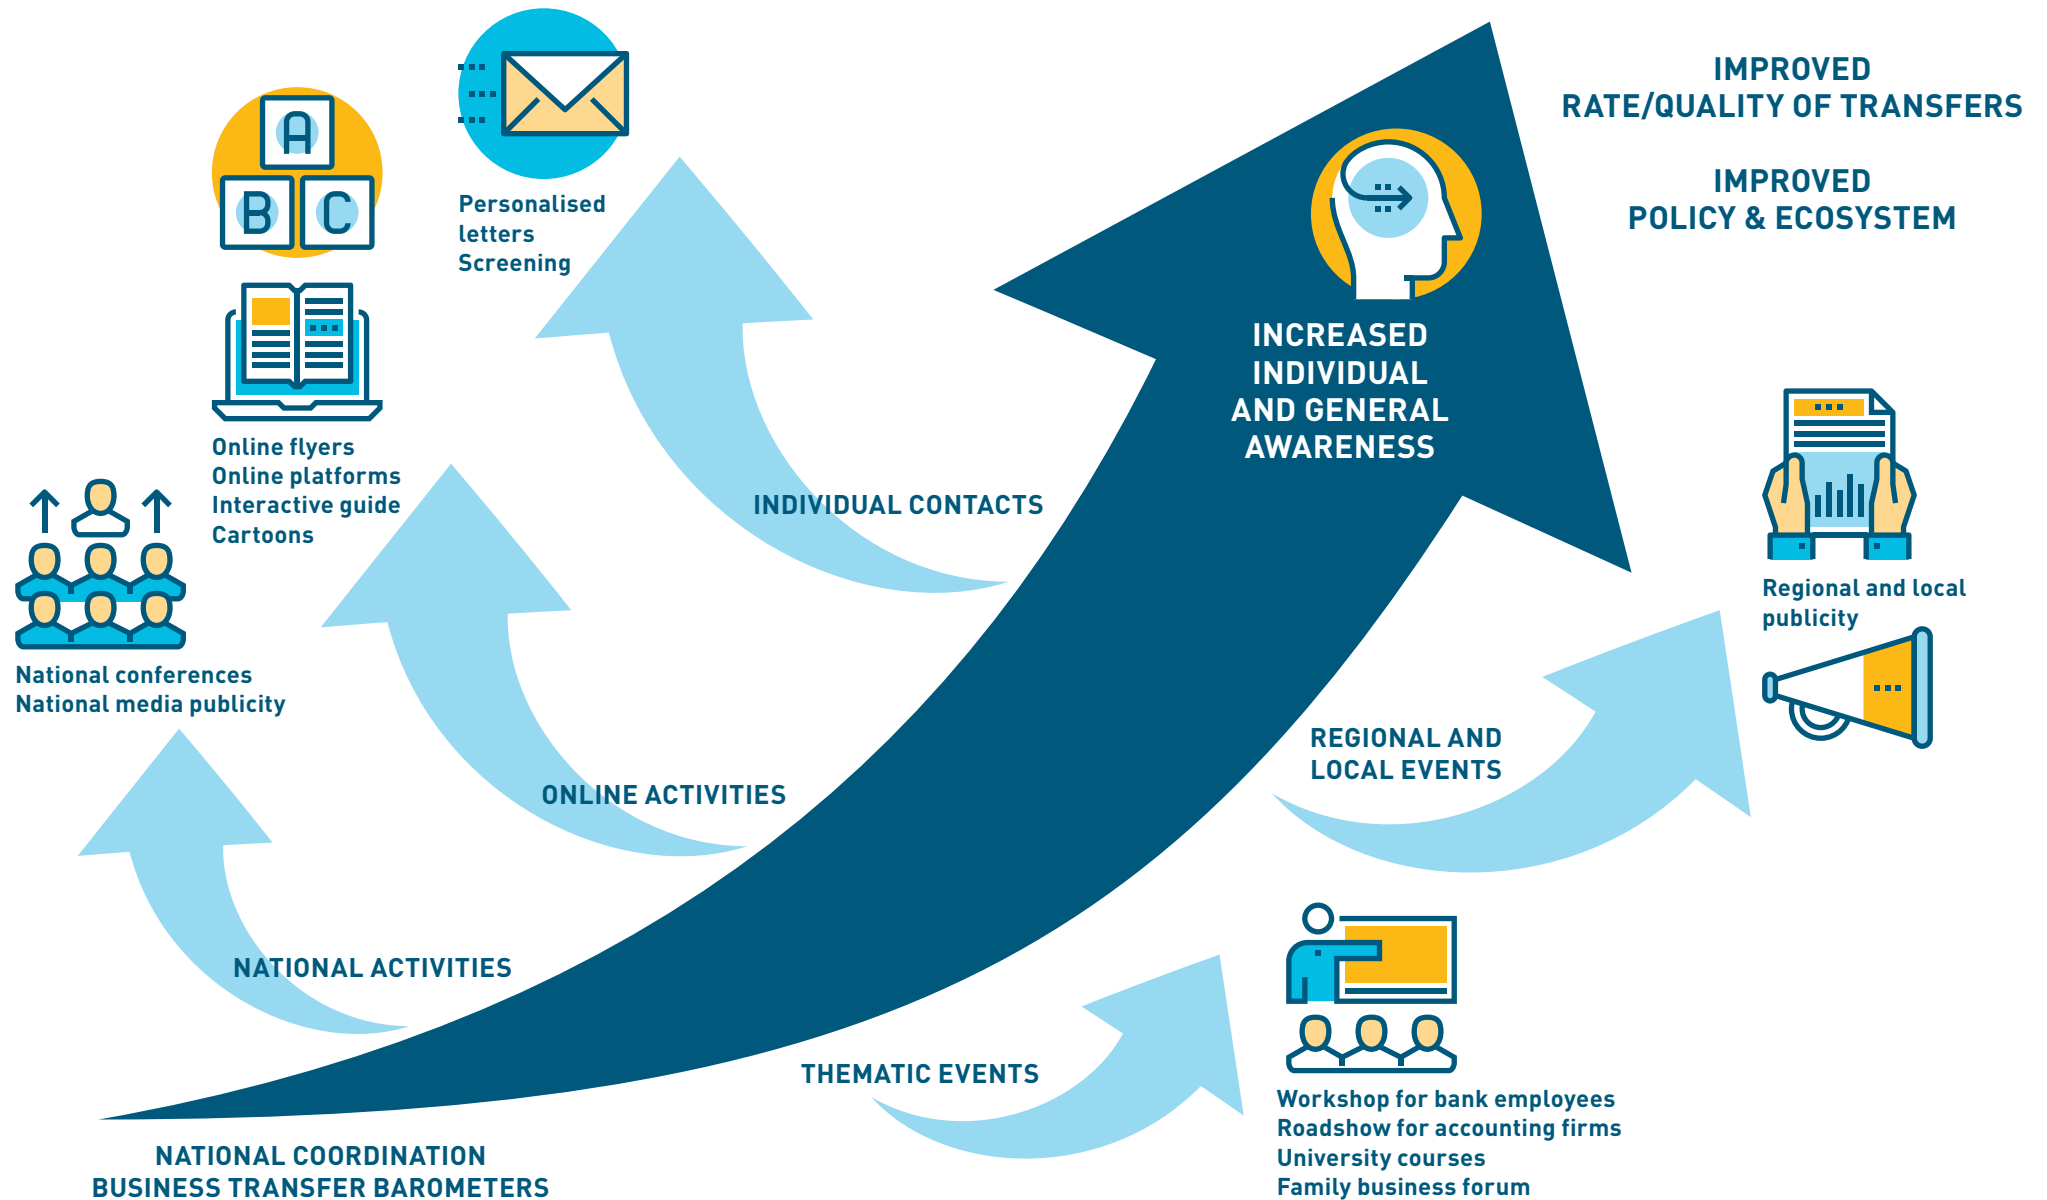 A
B C
Personalised
letters
Screening
IMPROVED
RATE/QUALITY OF TRANSFERS
IMPROVED
POLICY & ECOSYSTEM
INCREASED
INDIVIDUAL
AND GENERAL
AWARENESS
Online flyers
Online platforms
Interactive guide
Cartoons
INDIVIDUAL CONTACTS
Regional and local
publicity
National conferences
National media publicity
REGIONAL AND
LOCAL EVENTS
ONLINE ACTIVITIES
NATIONAL ACTIVITIES
THEMATIC EVENTS
Workshop for bank employees
Roadshow for accounting firms
University courses
Family business forum
NATIONAL COORDINATION
BUSINESS TRANSFER BAROMETERS